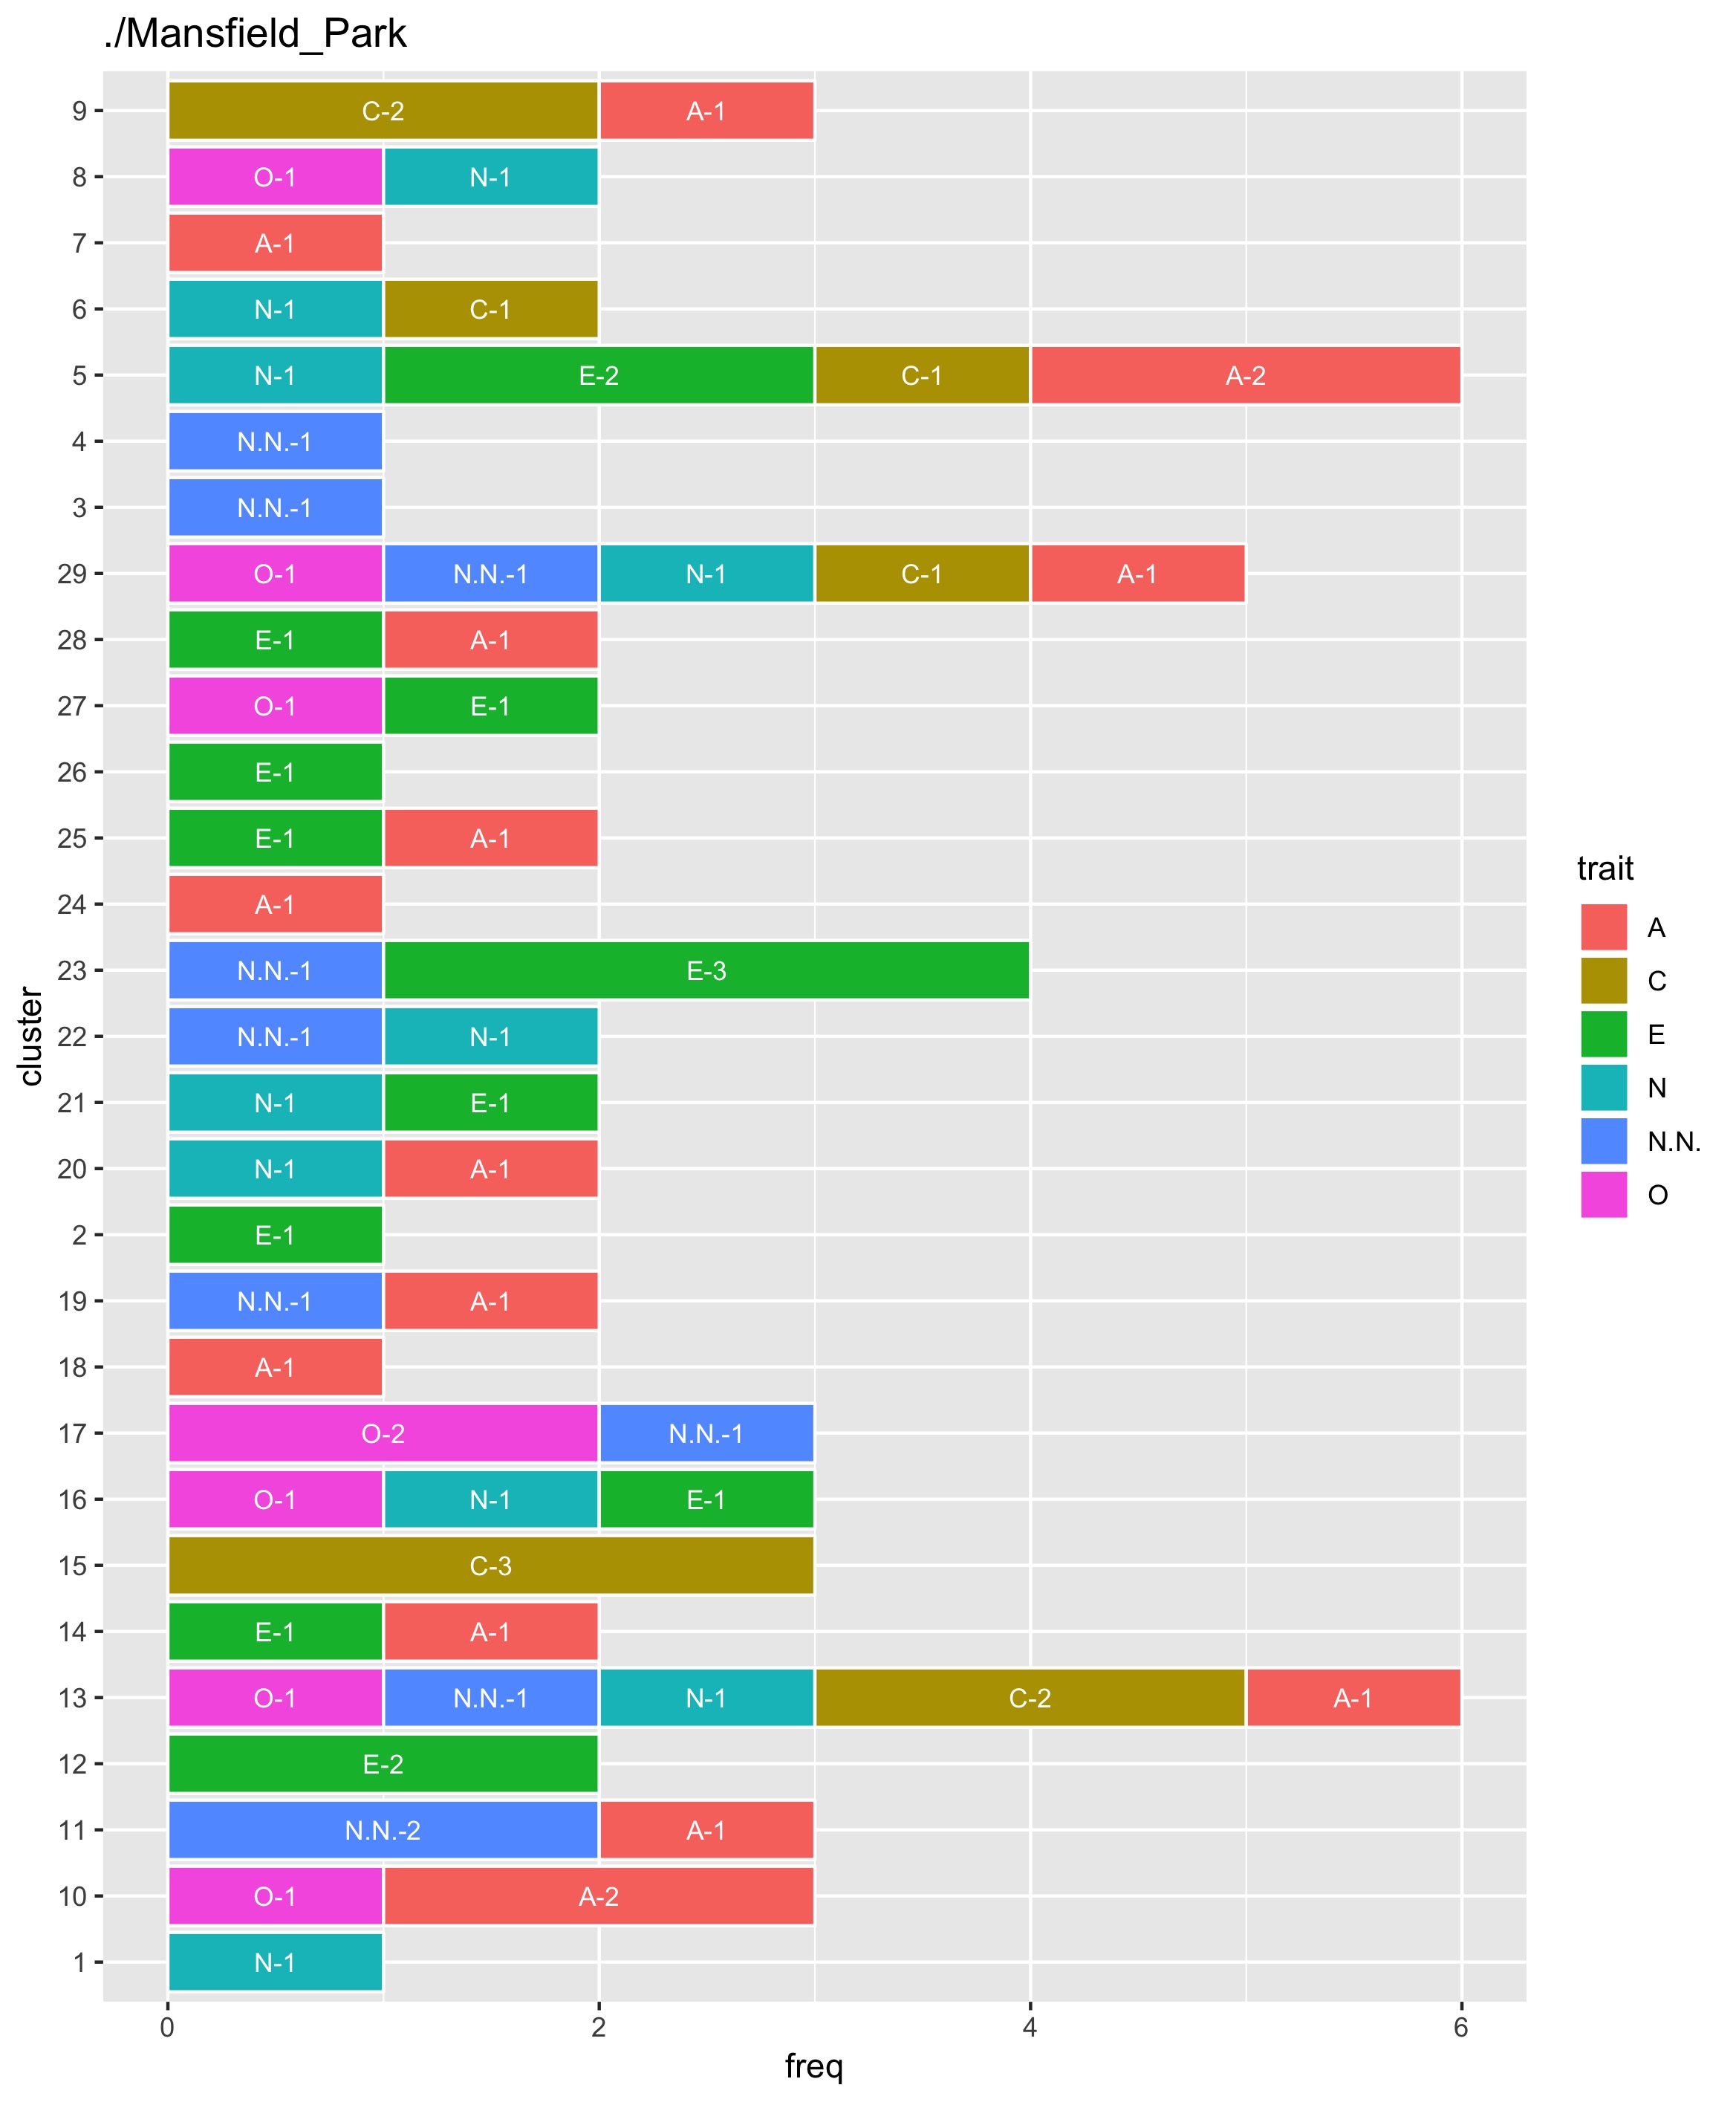 ./Mansfield_Park
9 C-2 A-1
8 O-1 N-1
7 A-1
6 N-1 C-1
5 N-1 E-2 C-1 A-2
4 N.N.-1
3 N.N.-1
29 O-1 N.N.-1 N-1 C-1 A-1
28 E-1 A-1
27 O-1 E-1
26 E-1
25 E-1 A-1
24 A-1
23 N.N.-1 E-3
22 N.N.-1 N-1
21 N-1 E-1
20 N-1 A-1
2 E-1
19 N.N.-1 A-1
18 A-1
17 O-2 N.N.-1
16 O-1 N-1 E-1
15 C-3
14 E-1 A-1
13 O-1 N.N.-1 N-1 C-2 A-1
12 E-2
11 N.N.-2 A-1
10 O-1 A-2
1 N-1
0 2 4 6
freq
cluster
trait
A
C
E
N
N.N.
O